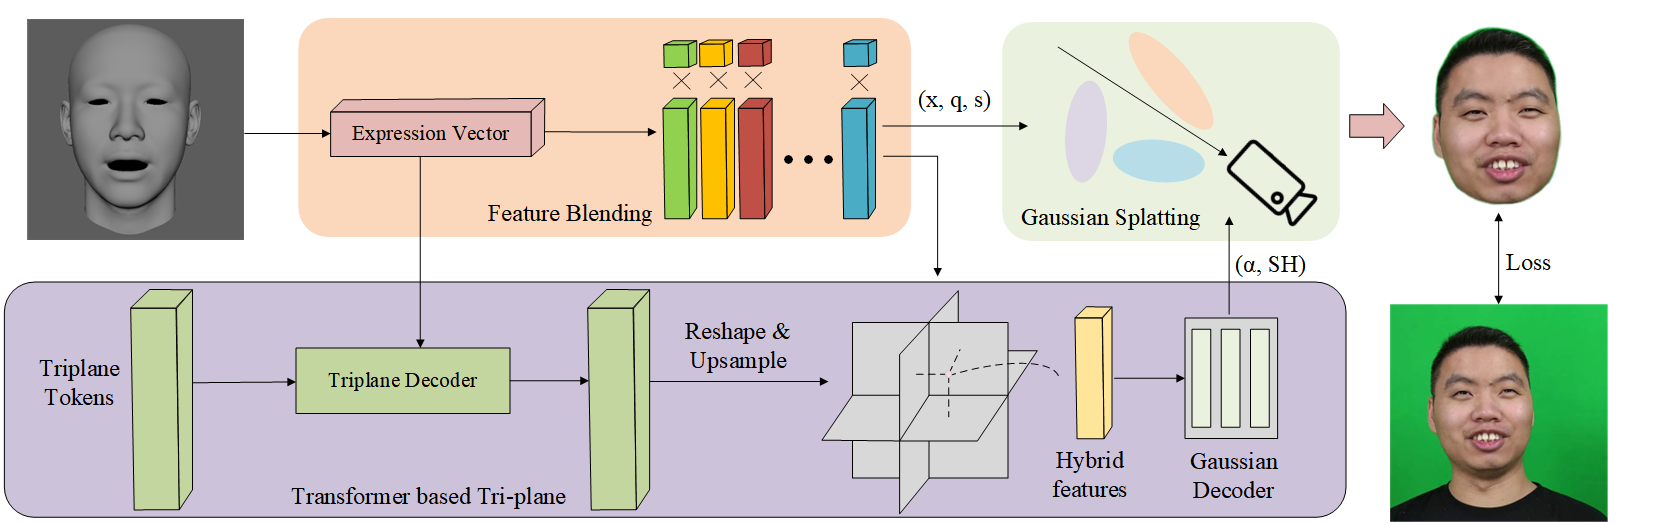 Expression Vector
Feature Blending
(x, q, s)
Gaussian Splatting
(α, SH)
Loss
Triplane
Tokens
Triplane Decoder
Reshape &
Upsample
Hybrid
features
Gaussian
Decoder
Transformer based Tri-plane